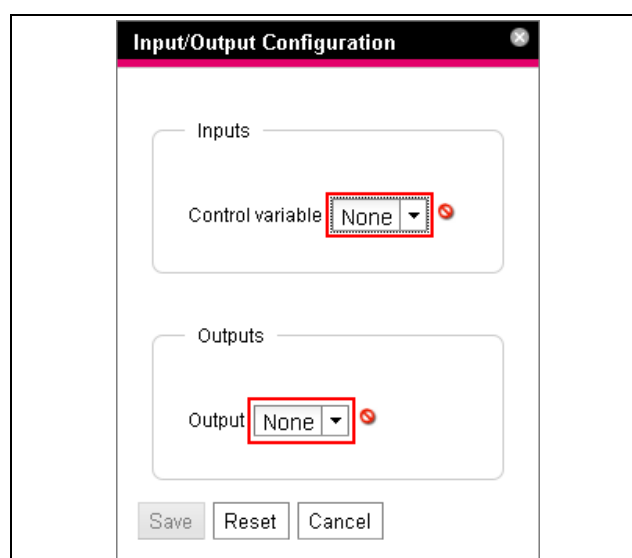 Input/Output Configuration
Inputs
Control variable None
Outputs
Output None
Save Reset Cancel